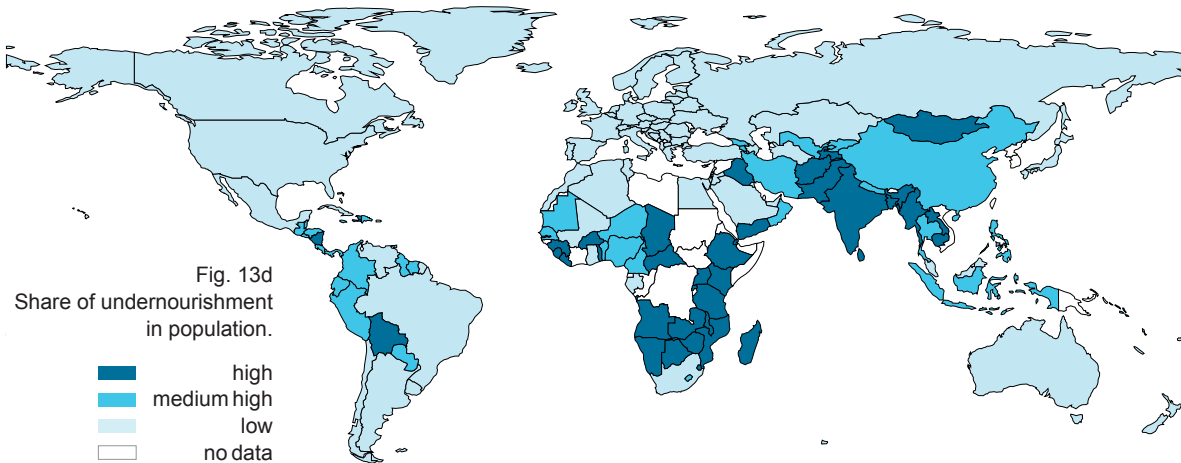 Fig. 13d
Share of undernourishment
in population.
high
medium high
low
no data